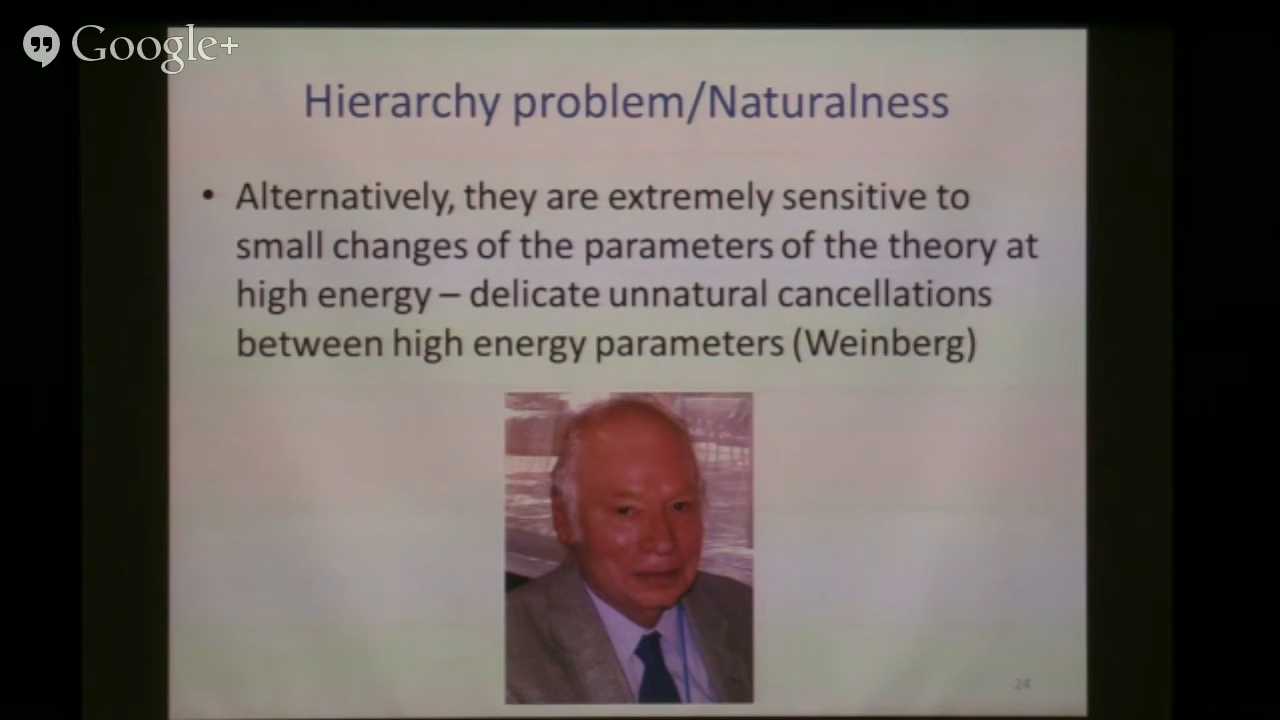 Google+
Hierarchy problem/Naturalness
• Alternatively, they are extremely sensitive to
small changes of the parameters of the theory at
high energy – delicate unnatural cancellations
between high energy parameters (Weinberg)
24